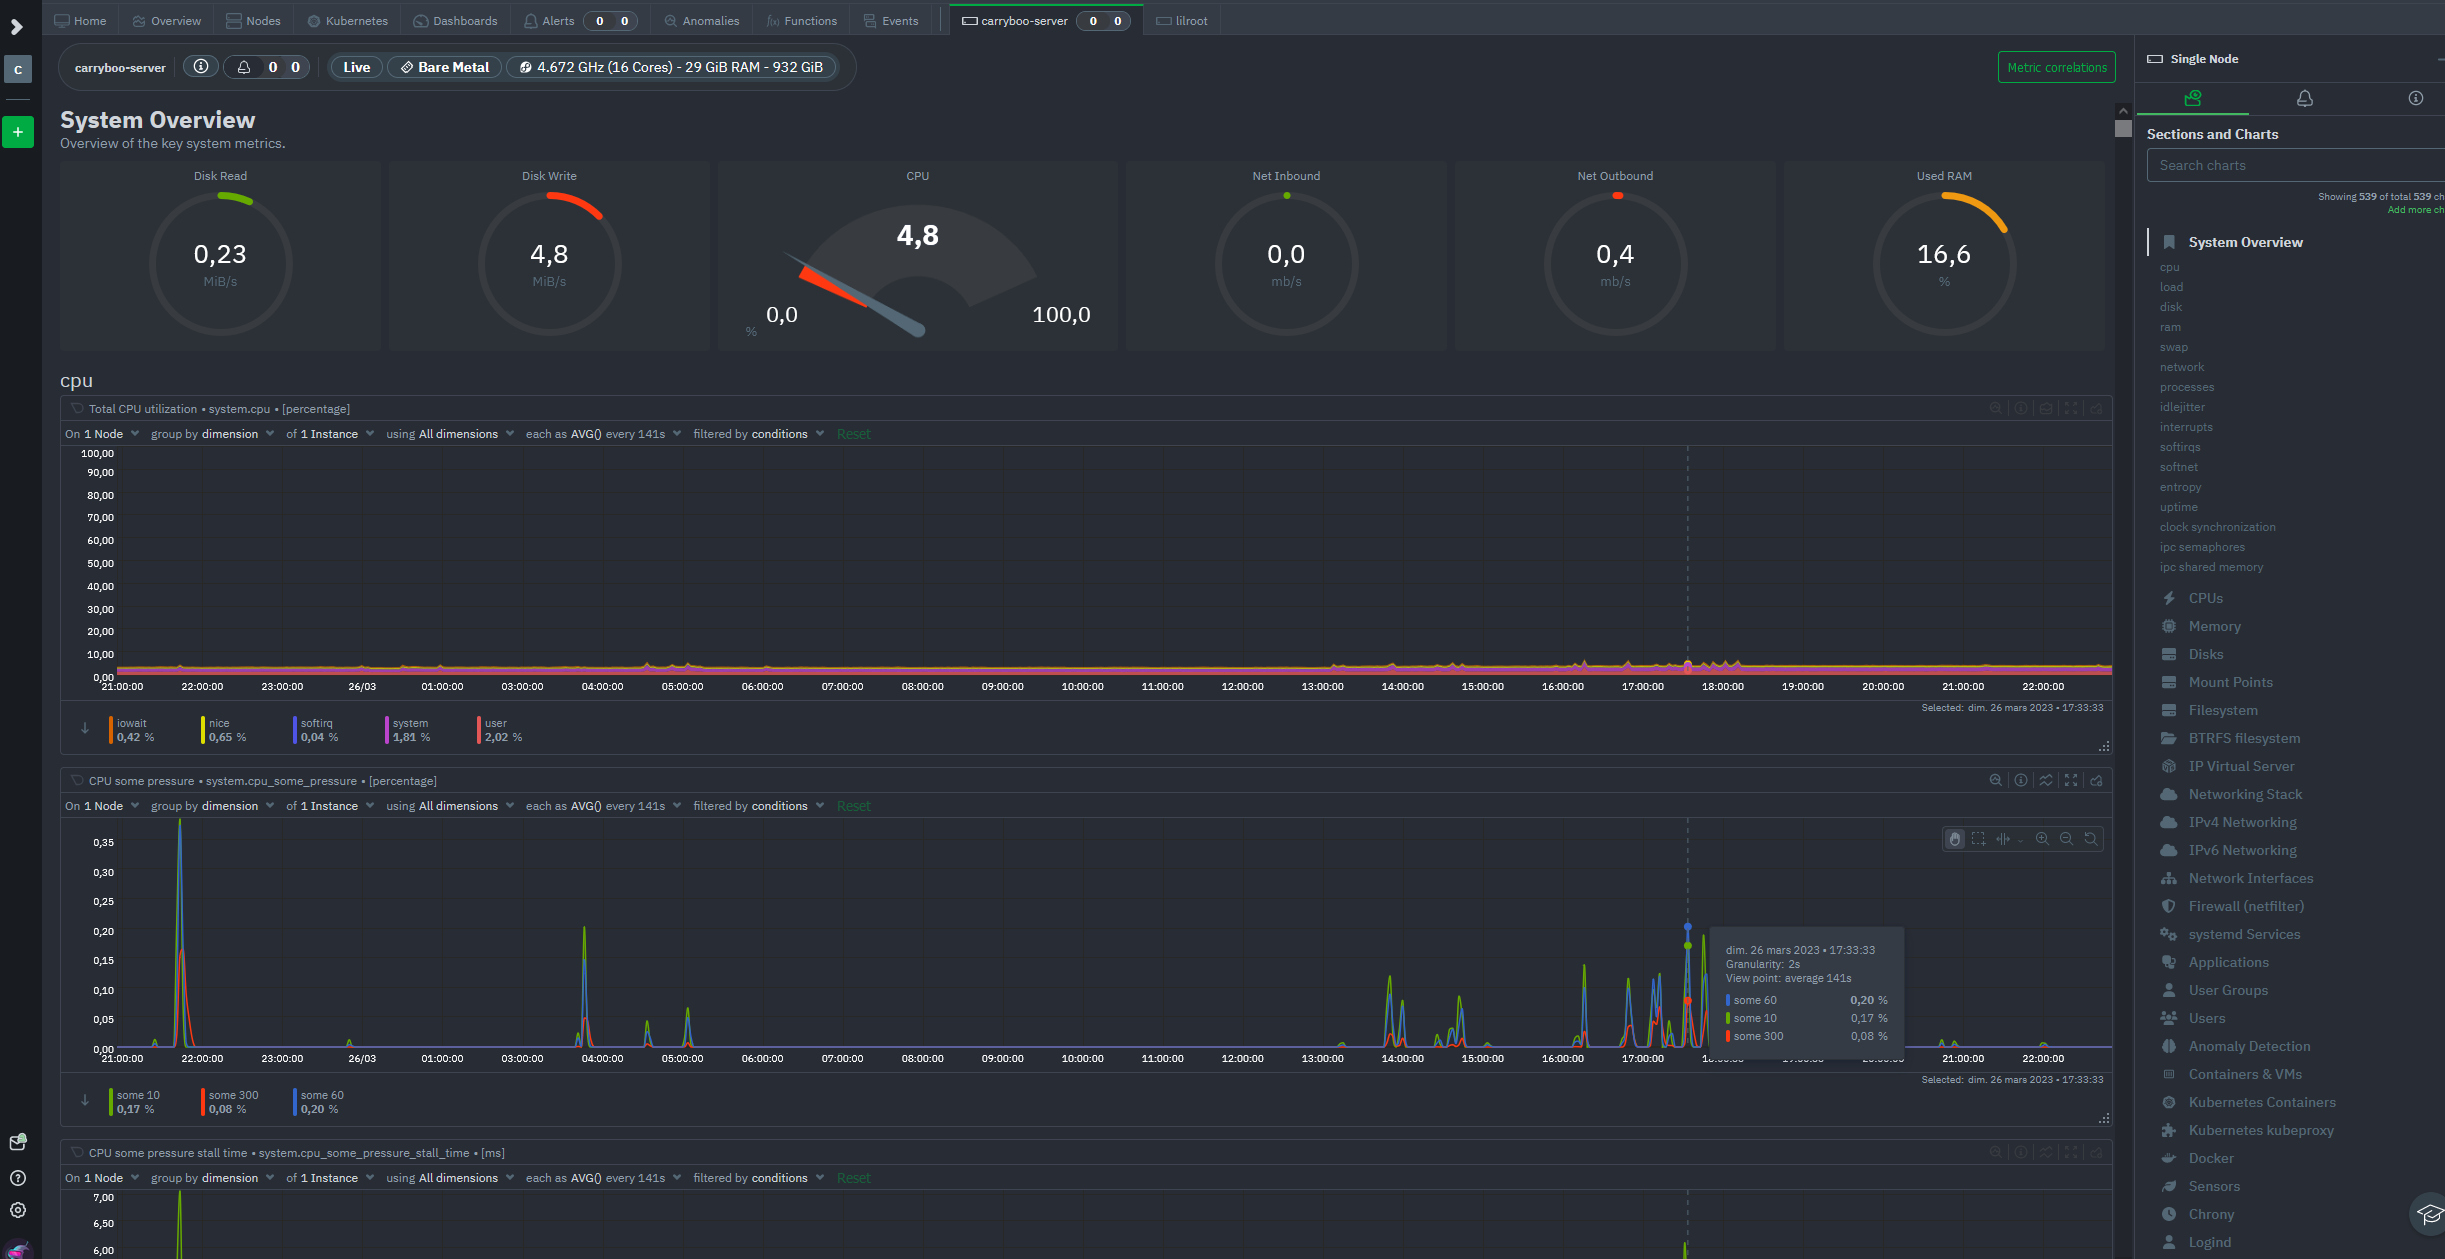 Home Overview Nodes Kubernetes Dashboards Alerts 0 0 Anomalies Functions Events carryboo-server 0 0 lilroot
C
carryboo-server 0 0 Live Bare Metal 4.672 GHz (16 Cores) - 29 GiB RAM - 932 GiB
Metric correlations
System Overview
Overview of the key system metrics.
Disk Read
0,23
MiB/s
Disk Write
4,8
MiB/s
CPU
4,8
0,0
100,0
%
Net Inbound
0,0
mb/s
Net Outbound
0,4
mb/s
Used RAM
16,6
%
cpu
Total CPU utilization • system.cpu • [percentage]
On 1 Node group by dimension of 1 Instance using All dimensions each as AVG() every 141s filtered by conditions Reset
100,00
90,00
80,00
70,00
60,00
50,00
40,00
30,00
20,00
10,00
0,00
21:00:00 22:00:00 23:00:00 26/03 01:00:00 03:00:00 04:00:00 05:00:00 06:00:00 07:00:00 08:00:00 09:00:00 10:00:00 11:00:00 12:00:00 13:00:00 14:00:00 15:00:00 16:00:00 17:00:00 18:00:00 19:00:00 20:00:00 21:00:00 22:00:00
Selected: dim. 26 mars 2023 • 17:33:33
iowait nice softirq system user
0,42 % 0,65 % 0,04 % 1,81 % 2,02 %
CPU some pressure • system.cpu_some_pressure • [percentage]
On 1 Node group by dimension of 1 Instance using All dimensions each as AVG() every 141s filtered by conditions Reset
0,35
0,30
0,25
0,20
0,15
0,10
0,05
0,00
21:00:00 22:00:00 23:00:00 26/03 01:00:00 03:00:00 04:00:00 05:00:00 06:00:00 07:00:00 08:00:00 09:00:00 10:00:00 11:00:00 12:00:00 13:00:00 14:00:00 15:00:00 16:00:00 17:00:00 21:00:00 22:00:00
dim. 26 mars 2023 • 17:33:33
Granularity: 2s
View point: average 141s
some 60 0,20 %
some 10 0,17 %
some 300 0,08 %
Selected: dim. 26 mars 2023 • 17:33:33
some 10 some 300 some 60
0,17 % 0,08 % 0,20 %
CPU some pressure stall time • system.cpu_some_pressure_stall_time • [ms]
On 1 Node group by dimension of 1 Instance using All dimensions each as AVG() every 141s filtered by conditions Reset
7,00
6,50
6,00
Single Node
Sections and Charts
Search charts
Showing 539 of total 539 ch
Add more ch
System Overview
cpu
load
disk
ram
swap
network
processes
idlejitter
interrupts
softirqs
softnet
entropy
uptime
clock synchronization
ipc semaphores
ipc shared memory
CPUs
Memory
Disks
Mount Points
Filesystem
BTRFS filesystem
IP Virtual Server
Networking Stack
IPv4 Networking
IPv6 Networking
Network Interfaces
Firewall (netfilter)
systemd Services
Applications
User Groups
Users
Anomaly Detection
Containers & VMs
Kubernetes Containers
Kubernetes kubeproxy
Docker
Sensors
Chrony
Logind